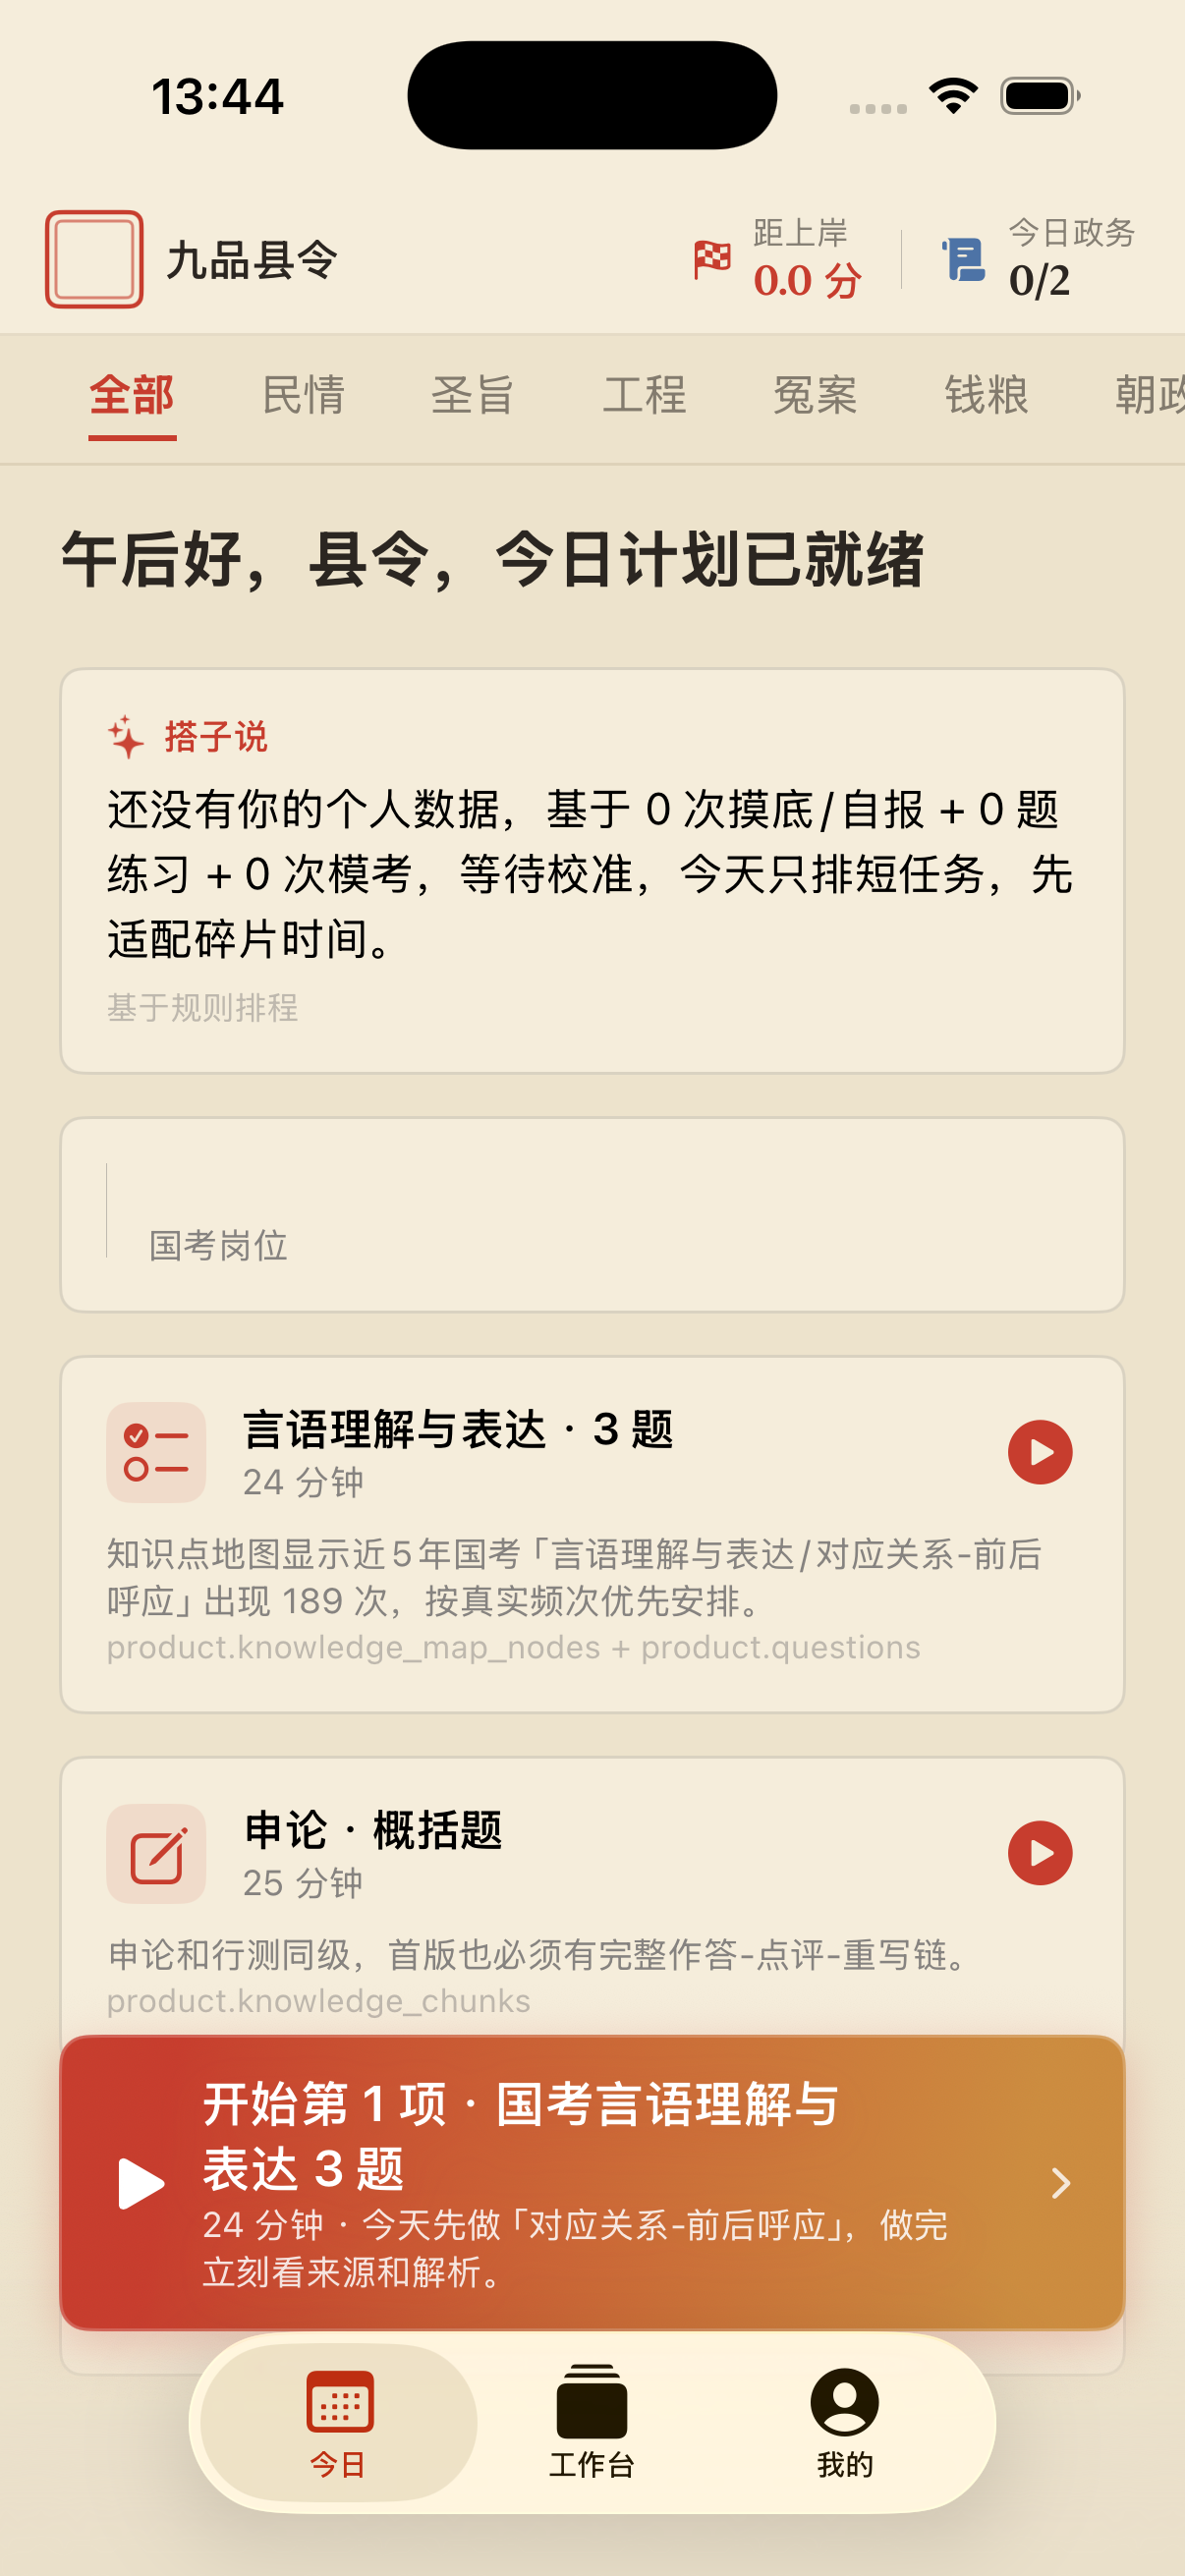 13:44
九品县令
距上岸
0.0 分
今日政务
0/2
全部 民情 圣旨 工程 冤案 钱粮 朝政
午后好，县令，今日计划已就绪
搭子说
还没有你的个人数据，基于 0 次摸底/自报 + 0 题
练习 + 0 次模考，等待校准，今天只排短任务，先
适配碎片时间。
基于规则排程
国考岗位
言语理解与表达 · 3 题
24 分钟
知识点地图显示近 5 年国考「言语理解与表达/对应关系-前后
呼应」出现 189 次，按真实频次优先安排。
product.knowledge_map_nodes + product.questions
申论 · 概括题
25 分钟
申论和行测同级，首版也必须有完整作答-点评-重写链。
product.knowledge_chunks
开始第 1 项 · 国考言语理解与
表达 3 题
24 分钟 · 今天先做「对应关系-前后呼应」，做完
立刻看来源和解析。
今日 工作台 我的